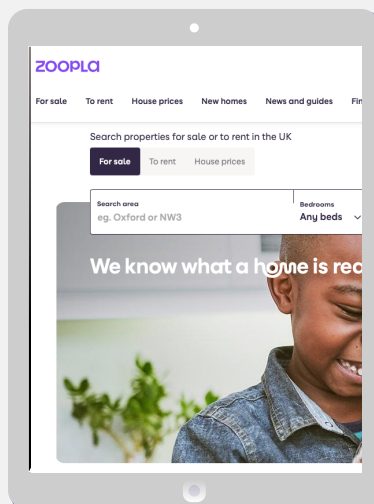 ZOOPLA
For sale To rent House prices New homes News and guides Fin
Search properties for sale or to rent in the UK
For sale To rent House prices
Search area Bedrooms
eg. Oxford or NW3 Any beds
We know what a home is rea